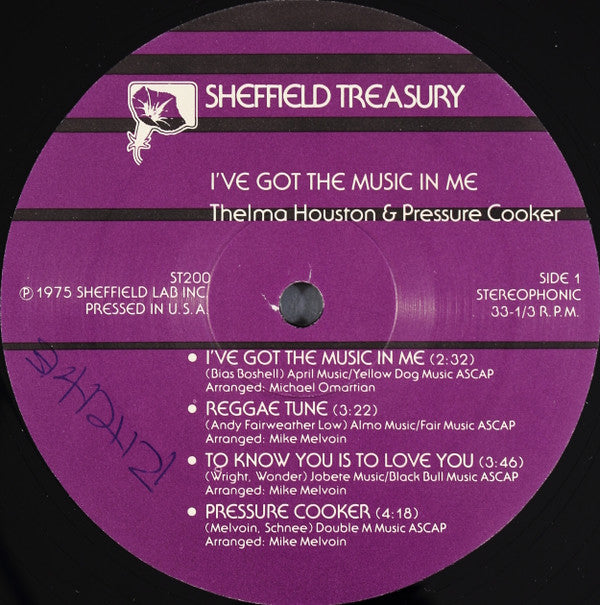 SHEFFIELD TREASURY
I'VE GOT THE MUSIC IN ME
Thelma Houston & Pressure Cooker
ST200
℗ 1975 SHEFFIELD LAB INC.
PRESSED IN U.S.A.
SIDE 1
STEREOPHONIC
33-1/3 R.P.M.
• I'VE GOT THE MUSIC IN ME (2:32)
(Bias Boshell) April Music/Yellow Dog Music ASCAP
Arranged: Michael Omartian
• REGGAE TUNE (3:22)
(Andy Fairweather Low) Almo Music/Fair Music ASCAP
Arranged: Mike Melvoin
• TO KNOW YOU IS TO LOVE YOU (3:46)
(Wright, Wonder) Jobete Music/Black Bull Music ASCAP
Arranged: Mike Melvoin
• PRESSURE COOKER (4:18)
(Melvoin, Schnee) Double M Music ASCAP
Arranged: Mike Melvoin